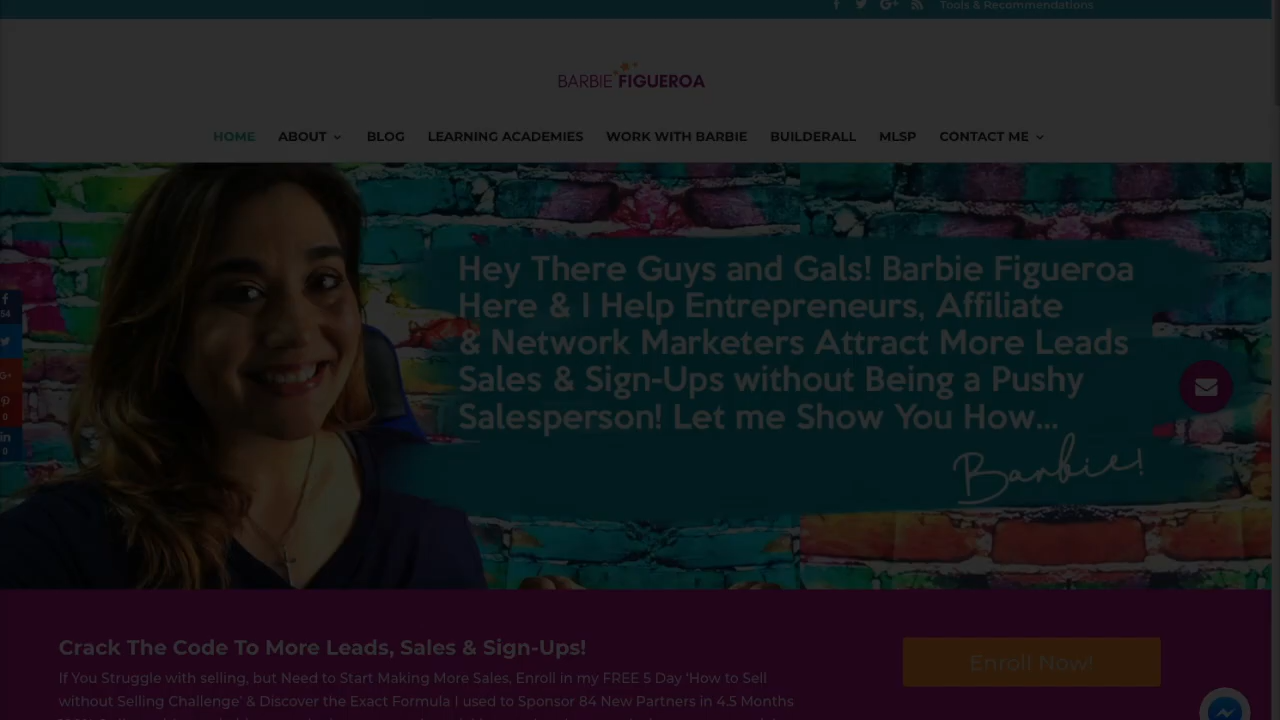 Tools & Recommendations
BARBIE FIGUEROA
HOME ABOUT BLOG LEARNING ACADEMIES WORK WITH BARBIE BUILDERALL MLSP CONTACT ME
Hey There Guys and Gals! Barbie Figueroa
Here & I Help Entrepreneurs, Affiliate
& Network Marketers Attract More Leads
Sales & Sign-Ups without Being a Pushy
Salesperson! Let me Show You How...
Barbie!
54
G+
0
in
0
Crack The Code To More Leads, Sales & Sign-Ups!
Enroll Now!
If You Struggle with selling, but Need to Start Making More Sales, Enroll in my FREE 5 Day 'How to Sell
without Selling Challenge' & Discover the Exact Formula I used to Sponsor 84 New Partners in 4.5 Months